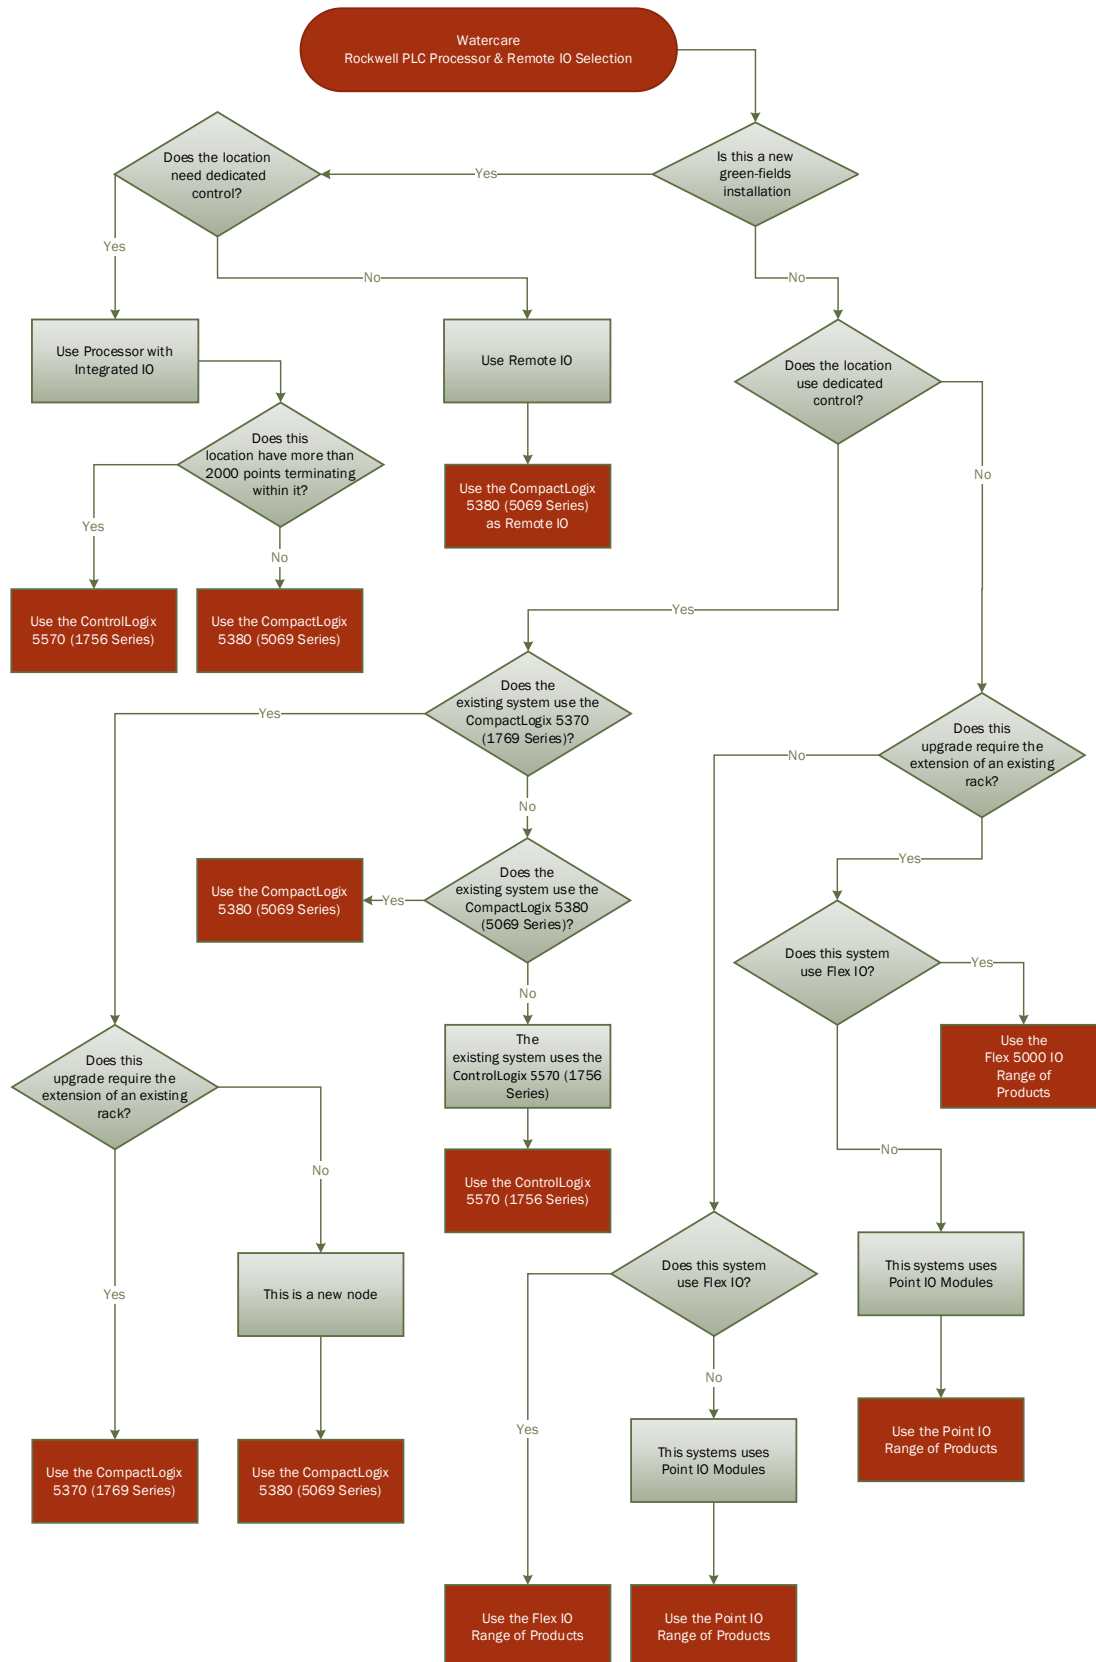 Watercare
Rockwell PLC Processor & Remote IO Selection
Does the location
need dedicated
control?
Yes
Is this a new
green-fields
installation
Yes
No
No
Use Processor with
Integrated IO
Use Remote IO
Does the location
use dedicated
control?
Does this
location have more than
2000 points terminating
within it?
Use the CompactLogix
5380 (5069 Series)
as Remote IO
No
Yes
No
Use the ControlLogix
5570 (1756 Series)
Use the CompactLogix
5380 (5069 Series)
Yes
Does the
existing system use the
CompactLogix 5370
(1769 Series)?
Yes
Does this
upgrade require the
extension of an existing
rack?
No
No
Yes
Use the CompactLogix
5380 (5069 Series)
Yes
Does the
existing system use the
CompactLogix 5380
(5069 Series)?
Does this system
use Flex IO?
Yes
No
The
existing system uses the
ControlLogix 5570 (1756
Series)
Use the
Flex 5000 IO
Range of
Products
Does this
upgrade require the
extension of an existing
rack?
No
No
Use the ControlLogix
5570 (1756 Series)
This is a new node
Yes
Does this system
use Flex IO?
This systems uses
Point IO Modules
No
Yes
This systems uses
Point IO Modules
Use the Point IO
Range of Products
Use the CompactLogix
5370 (1769 Series)
Use the CompactLogix
5380 (5069 Series)
Use the Flex IO
Range of Products
Use the Point IO
Range of Products